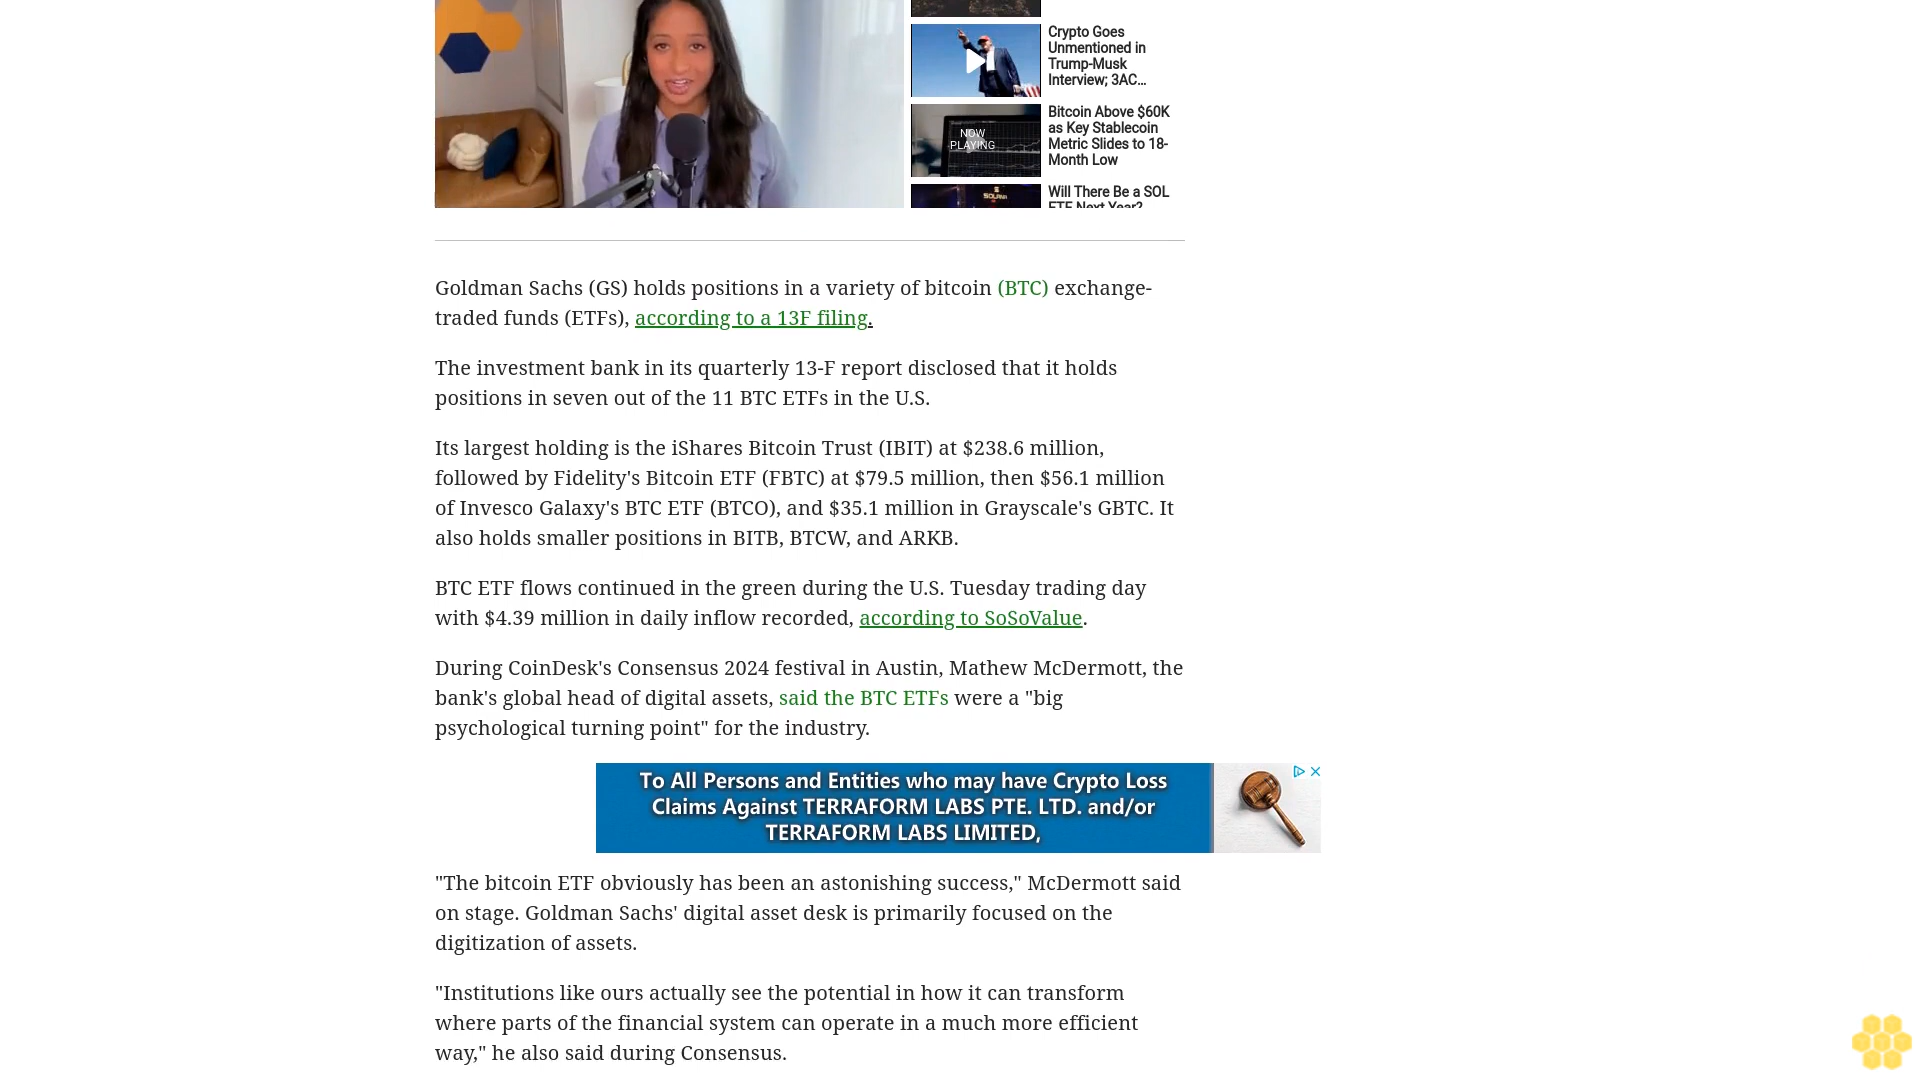 Crypto Goes
Unmentioned in
Trump-Musk
Interview; 3AC...
NOW
PLAYING
Bitcoin Above $60K
as Key Stablecoin
Metric Slides to 18-
Month Low
SOLANA
Will There Be a SOL
ETF Next Year?
Goldman Sachs (GS) holds positions in a variety of bitcoin (BTC) exchange-
traded funds (ETFs), according to a 13F filing.
The investment bank in its quarterly 13-F report disclosed that it holds
positions in seven out of the 11 BTC ETFs in the U.S.
Its largest holding is the iShares Bitcoin Trust (IBIT) at $238.6 million,
followed by Fidelity's Bitcoin ETF (FBTC) at $79.5 million, then $56.1 million
of Invesco Galaxy's BTC ETF (BTCO), and $35.1 million in Grayscale's GBTC. It
also holds smaller positions in BITB, BTCW, and ARKB.
BTC ETF flows continued in the green during the U.S. Tuesday trading day
with $4.39 million in daily inflow recorded, according to SoSoValue.
During CoinDesk's Consensus 2024 festival in Austin, Mathew McDermott, the
bank's global head of digital assets, said the BTC ETFs were a "big
psychological turning point" for the industry.
To All Persons and Entities who may have Crypto Loss
Claims Against TERRAFORM LABS PTE. LTD. and/or
TERRAFORM LABS LIMITED,
"The bitcoin ETF obviously has been an astonishing success," McDermott said
on stage. Goldman Sachs' digital asset desk is primarily focused on the
digitization of assets.
"Institutions like ours actually see the potential in how it can transform
where parts of the financial system can operate in a much more efficient
way," he also said during Consensus.